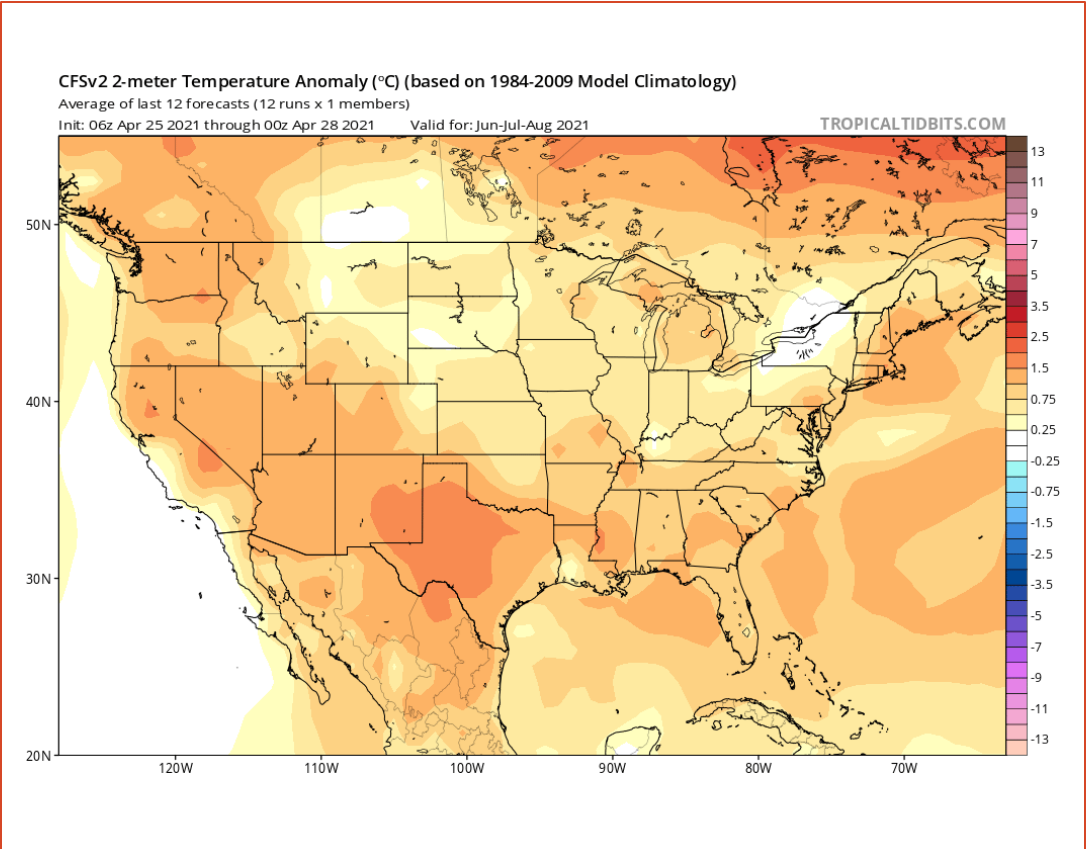 CFSv2 2-meter Temperature Anomaly (°C) (based on 1984-2009 Model Climatology)
Average of last 12 forecasts (12 runs x 1 members)
Init: 06z Apr 25 2021 through 00z Apr 28 2021 Valid for: Jun-Jul-Aug 2021 TROPICALTIDBITS.COM
13
11
9
7
5
3.5
2.5
1.5
0.75
0.25
-0.25
-0.75
-1.5
-2.5
-3.5
-5
-7
-9
-11
-13
50N
40N
30N
20N
120W 110W 100W 90W 80W 70W